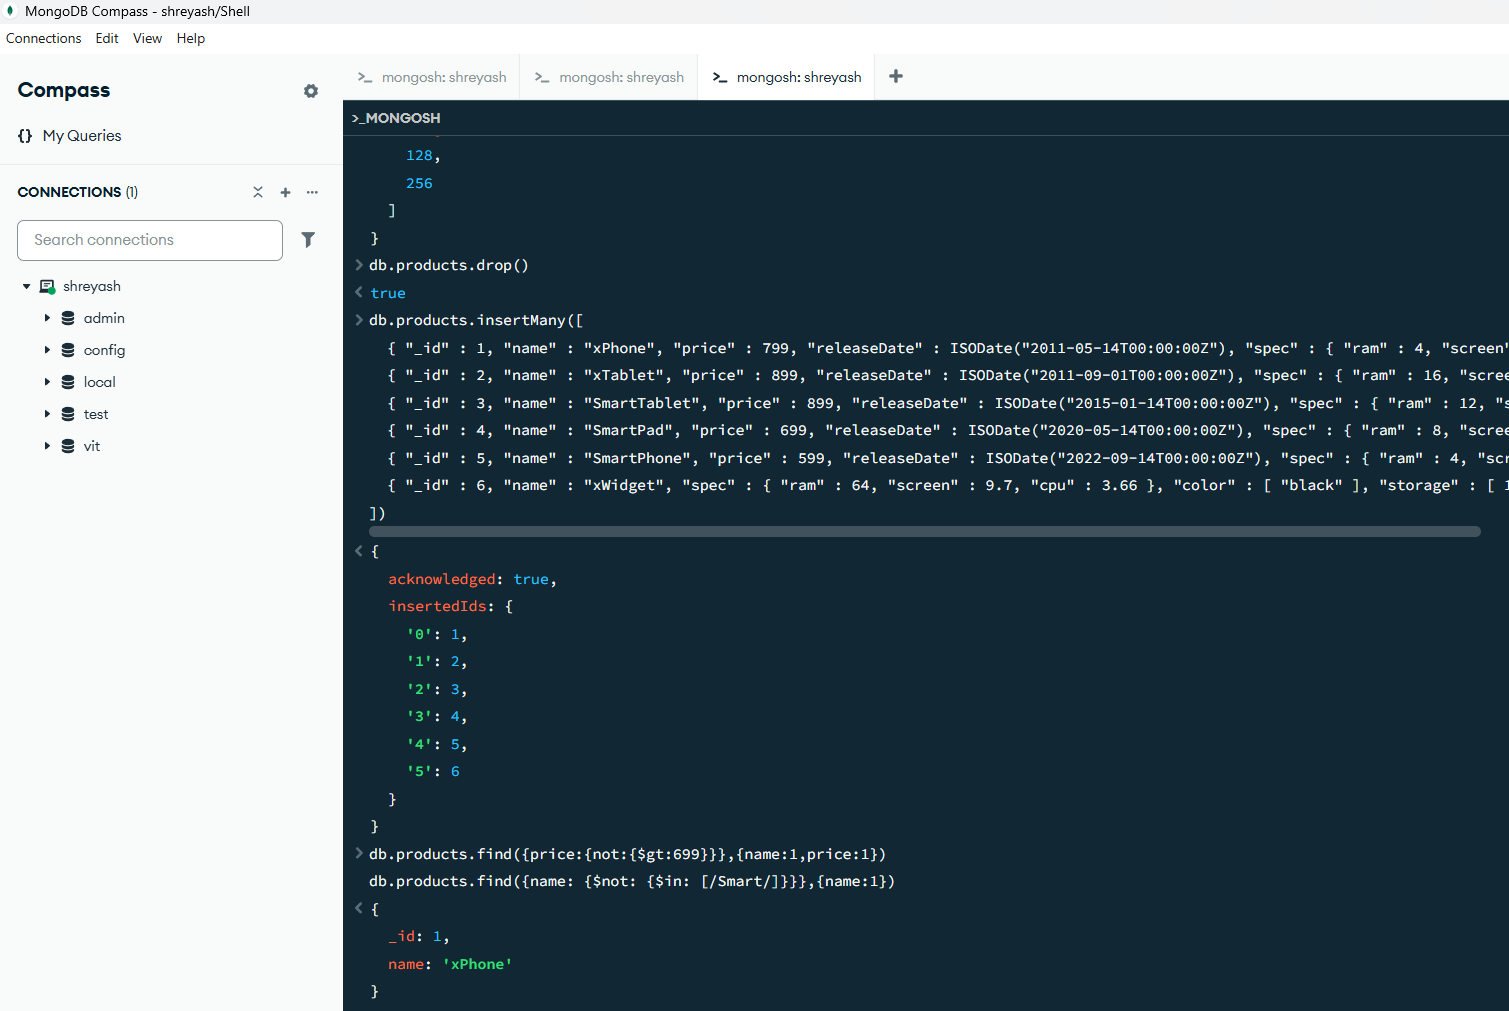 MongoDB Compass - shreyash/Shell
Connections Edit View Help
Compass
{} My Queries
CONNECTIONS (1)
Search connections
shreyash
admin
config
local
test
vit
>_ mongosh: shreyash
>_ mongosh: shreyash
>_ mongosh: shreyash
>_MONGOSH
128,
256
]
}
> db.products.drop()
< true
> db.products.insertMany([
{ "_id" : 1, "name" : "xPhone", "price" : 799, "releaseDate" : ISODate("2011-05-14T00:00:00Z"), "spec" : { "ram" : 4, "screen"
{ "_id" : 2, "name" : "xTablet", "price" : 899, "releaseDate" : ISODate("2011-09-01T00:00:00Z"), "spec" : { "ram" : 16, "scree
{ "_id" : 3, "name" : "SmartTablet", "price" : 899, "releaseDate" : ISODate("2015-01-14T00:00:00Z"), "spec" : { "ram" : 12, "s
{ "_id" : 4, "name" : "SmartPad", "price" : 699, "releaseDate" : ISODate("2020-05-14T00:00:00Z"), "spec" : { "ram" : 8, "scree
{ "_id" : 5, "name" : "SmartPhone", "price" : 599, "releaseDate" : ISODate("2022-09-14T00:00:00Z"), "spec" : { "ram" : 4, "scr
{ "_id" : 6, "name" : "xWidget", "spec" : { "ram" : 64, "screen" : 9.7, "cpu" : 3.66 }, "color" : [ "black" ], "storage" : [ 1
])
< {
acknowledged: true,
insertedIds: {
'0': 1,
'1': 2,
'2': 3,
'3': 4,
'4': 5,
'5': 6
}
}
> db.products.find({price:{not:{$gt:699}}},{name:1,price:1})
db.products.find({name: {$not: {$in: [/Smart/]}}},{name:1})
< {
_id: 1,
name: 'xPhone'
}